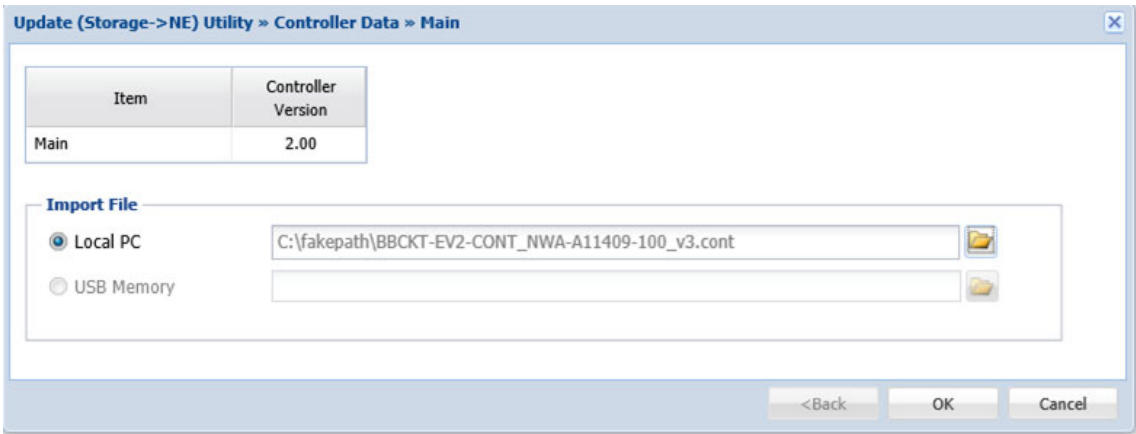 Update (Storage->NE) Utility » Controller Data » Main
Item
Controller
Version
Main
2.00
Import File
Local PC
C:\fakepath\BBCKT-EV2-CONT_NWA-A11409-100_v3.cont
USB Memory
<Back
OK
Cancel